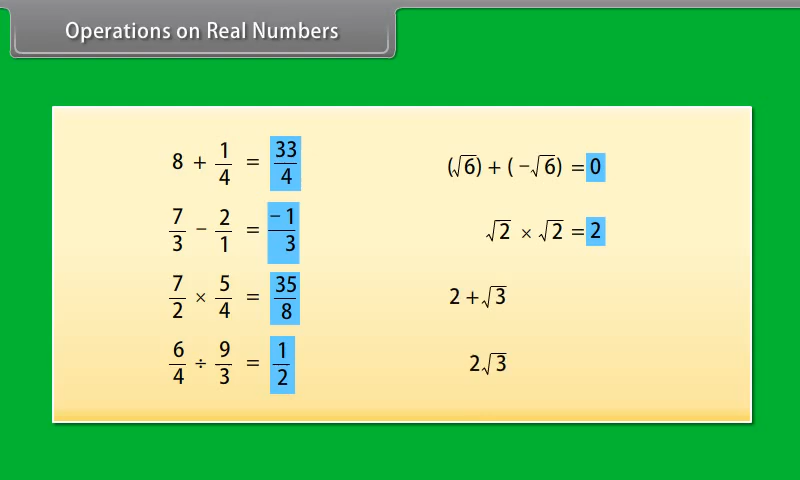 Operations on Real Numbers
8 + 1/4 = 33/4
7/3 − 2/1 = −1/3
7/2 × 5/4 = 35/8
6/4 ÷ 9/3 = 1/2
(√6) + (−√6) = 0
√2 × √2 = 2
2 + √3
2√3